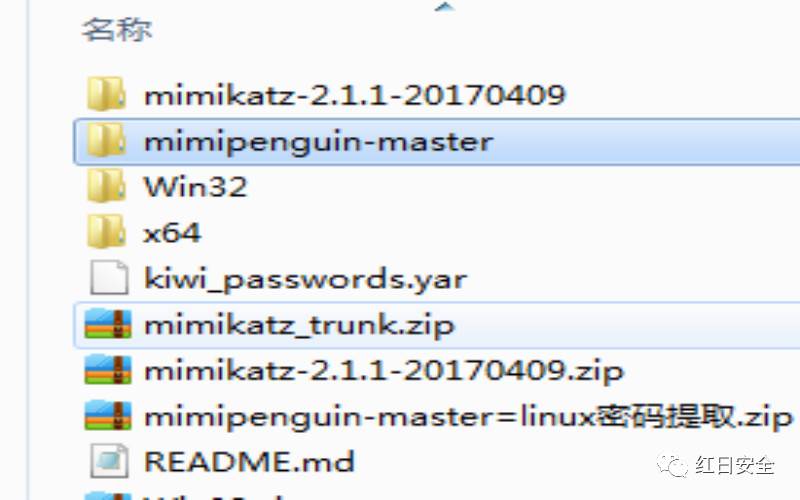 名称
mimikatz-2.1.1-20170409
mimipenguin-master
Win32
x64
kiwi_passwords.yar
mimikatz_trunk.zip
mimikatz-2.1.1-20170409.zip
mimipenguin-master=linux密码提取.zip
README.md
红日安全